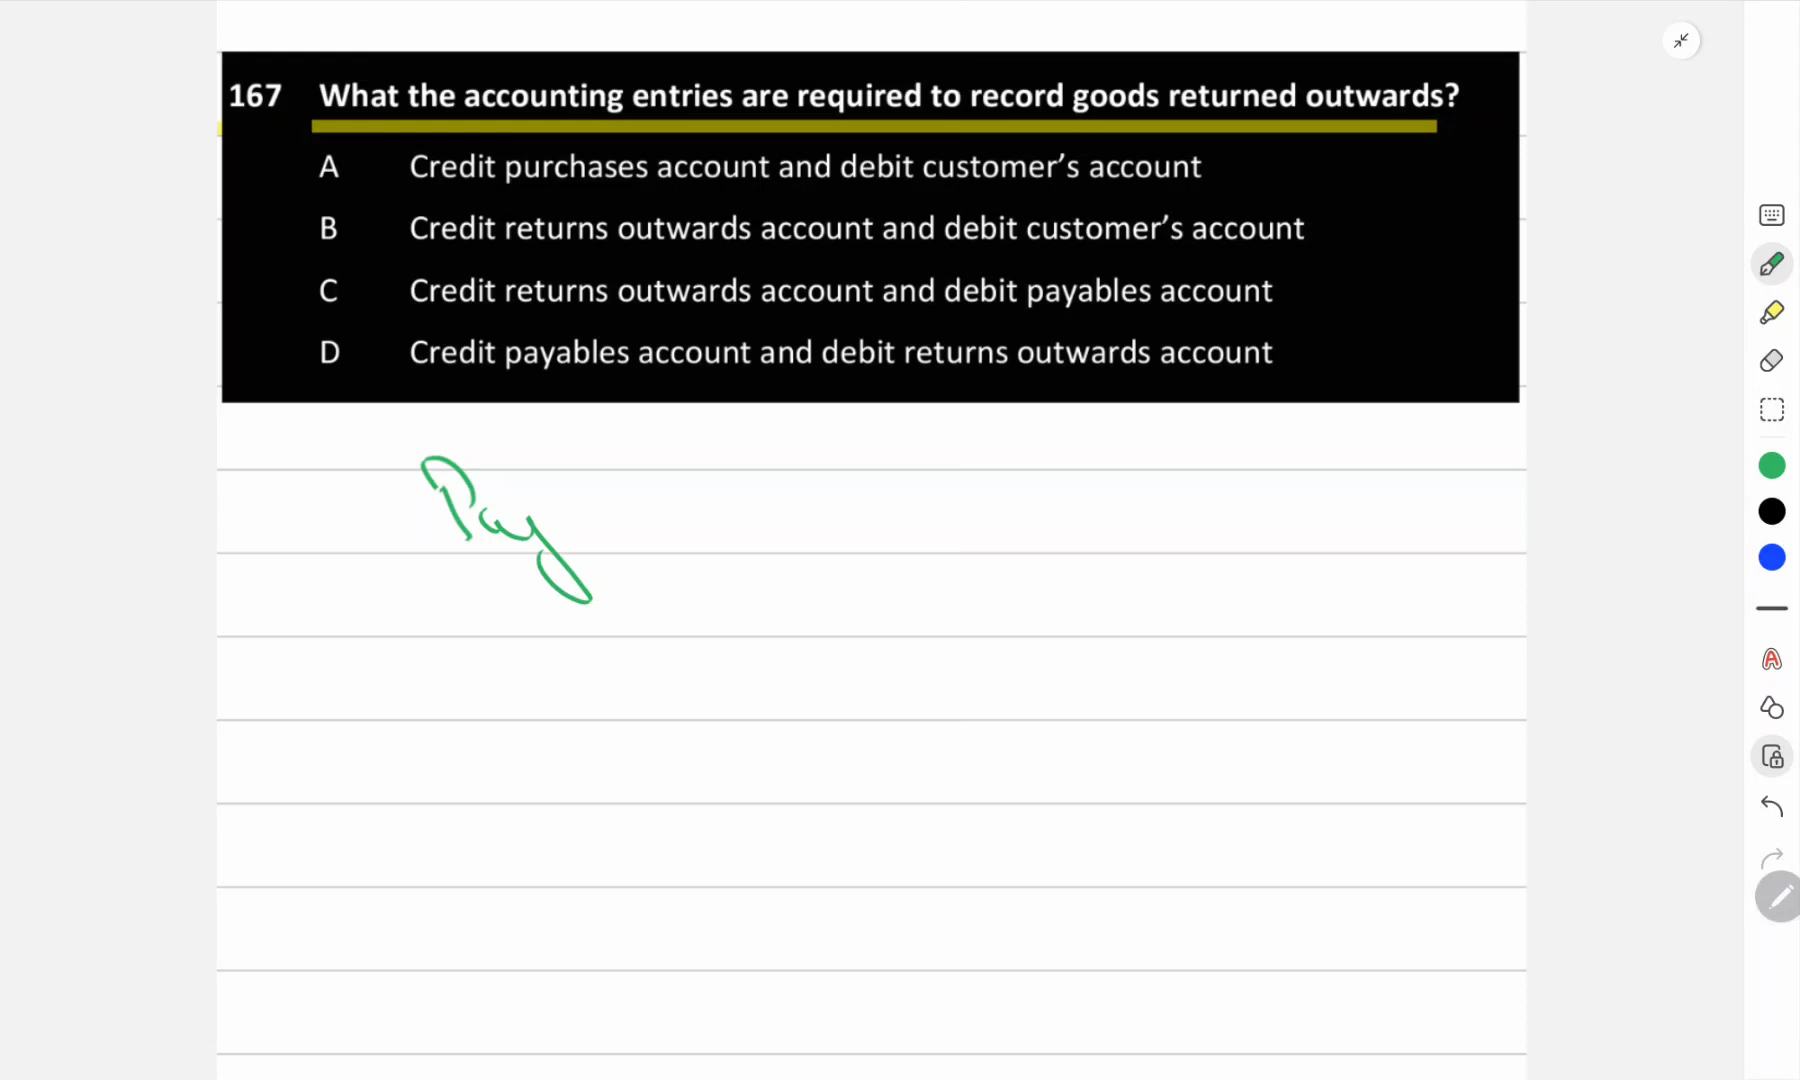 167 What the accounting entries are required to record goods returned outwards?
A Credit purchases account and debit customer’s account
B Credit returns outwards account and debit customer’s account
C Credit returns outwards account and debit payables account
D Credit payables account and debit returns outwards account
Pay